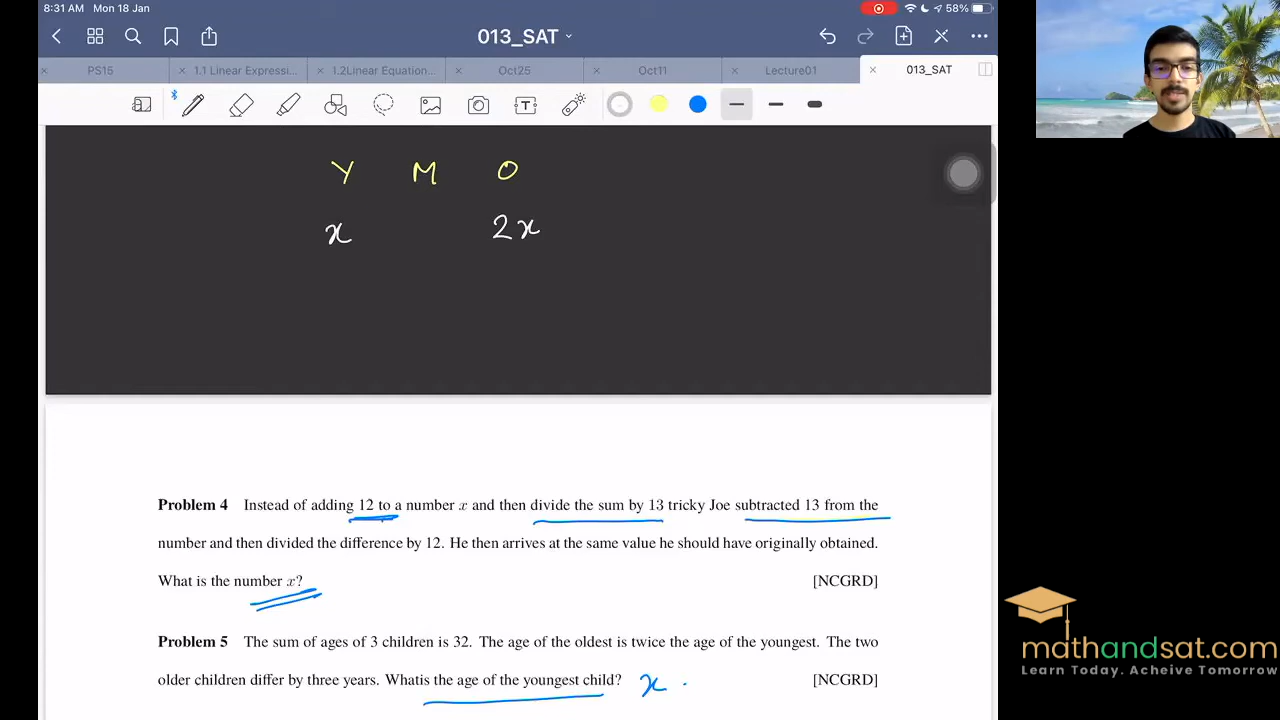 8:31 AM Mon 18 Jan
58%
013_SAT
PS15
1.1 Linear Expressi...
1.2Linear Equation...
Oct25
Oct11
Lecture01
013_SAT
T
Y M O
x 2x
Problem 4 Instead of adding 12 to a number x and then divide the sum by 13 tricky Joe subtracted 13 from the
number and then divided the difference by 12. He then arrives at the same value he should have originally obtained.
What is the number x? [NCGRD]
Problem 5 The sum of ages of 3 children is 32. The age of the oldest is twice the age of the youngest. The two
older children differ by three years. Whatis the age of the youngest child? x . [NCGRD]
mathandsat.com
Learn Today. Acheive Tomorrow